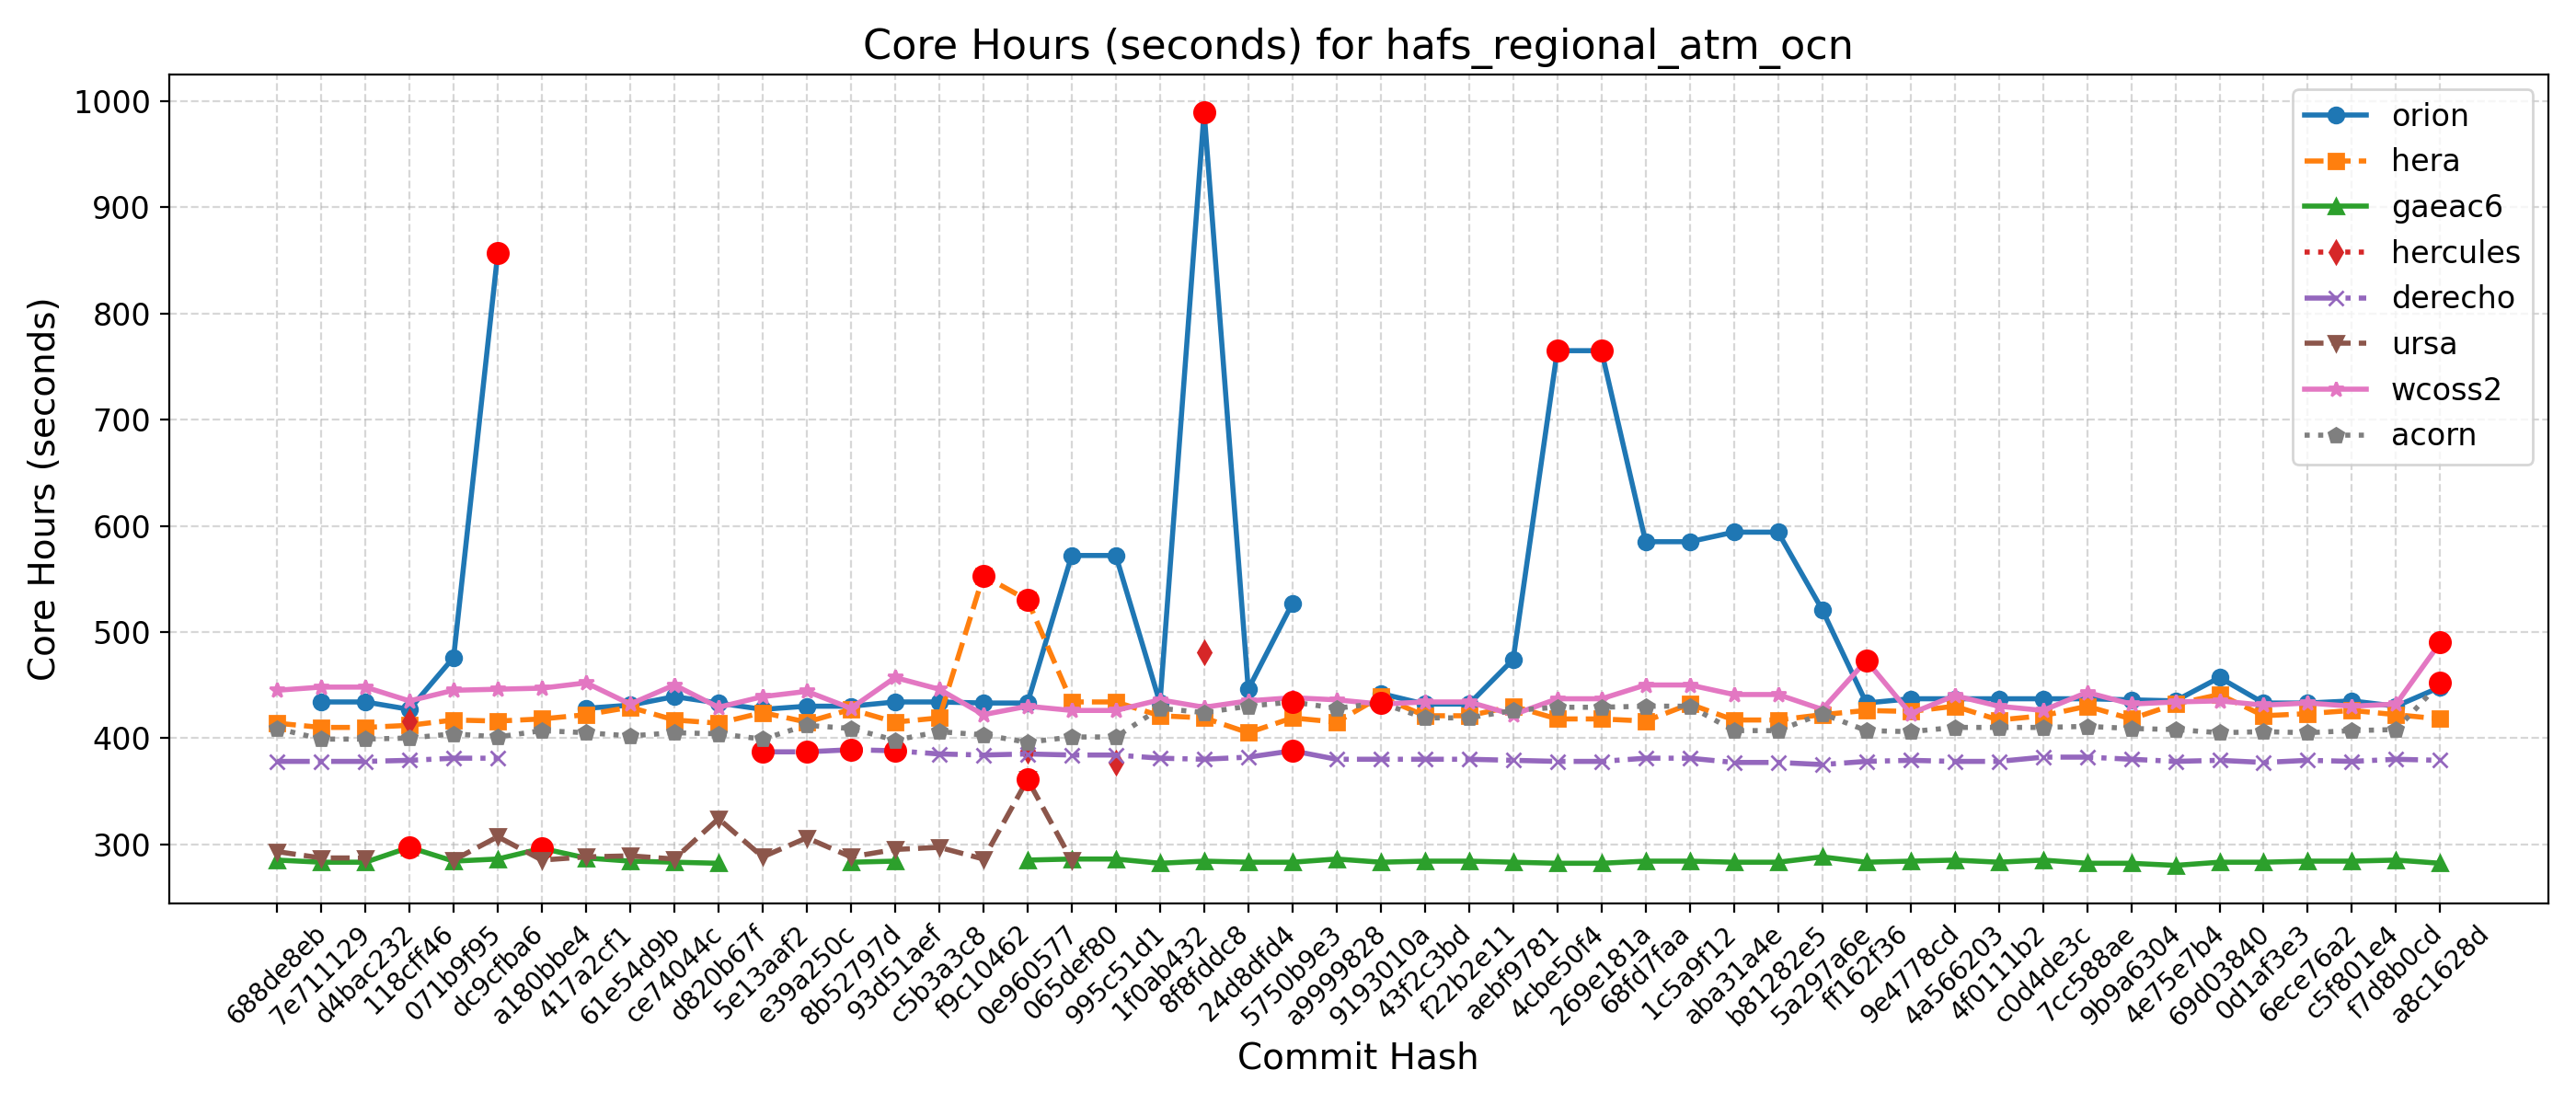 Core Hours (seconds) for hafs_regional_atm_ocn
Core Hours (seconds)
1000
900
800
700
600
500
400
300
orion
hera
gaeac6
hercules
derecho
ursa
wcoss2
acorn
688de8eb
7e711129
d4bac232
118cff46
071b9f95
dc9cfba6
a180bbe4
417a2cf1
61e54d9b
ce74044c
d820b67f
5e13aaf2
e39a250c
8b52797d
93d51aef
c5b3a3c8
f9c10462
0e960577
065def80
995c51d1
1f0ab432
8f8fddc8
24d8dfd4
5750b9e3
a9999828
9193010a
43f2c3bd
f22b2e11
aebf9781
4cbe50f4
269e181a
68fd7faa
1c5a9f12
aba31a4e
b81282e5
5a297a6e
ff162f36
9e4778cd
4a566203
4f0111b2
c0d4de3c
7cc588ae
9b9a6304
4e75e7b4
69d03840
0d1af3e3
6ece76a2
c5f801e4
f7d8b0cd
a8c1628d
Commit Hash